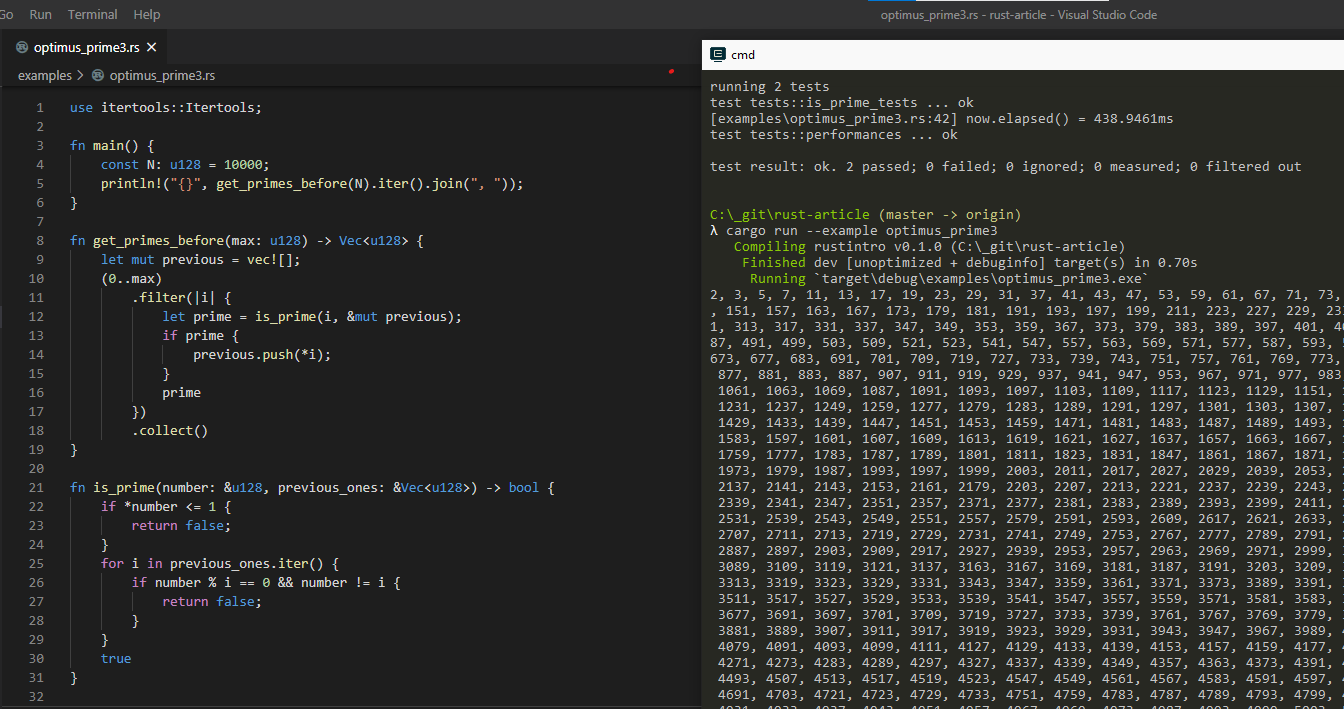 Go Run Terminal Help
optimus_prime3.rs - rust-article - Visual Studio Code
optimus_prime3.rs
examples > optimus_prime3.rs
1 use itertools::Itertools;
2
3 fn main() {
4 const N: u128 = 10000;
5 println!("{}", get_primes_before(N).iter().join(", "));
6 }
7
8 fn get_primes_before(max: u128) -> Vec<u128> {
9 let mut previous = vec![];
10 (0..max)
11 .filter(|i| {
12 let prime = is_prime(i, &mut previous);
13 if prime {
14 previous.push(*i);
15 }
16 prime
17 })
18 .collect()
19 }
20
21 fn is_prime(number: &u128, previous_ones: &Vec<u128>) -> bool {
22 if *number <= 1 {
23 return false;
24 }
25 for i in previous_ones.iter() {
26 if number % i == 0 && number != i {
27 return false;
28 }
29 }
30 true
31 }
32
cmd
running 2 tests
test tests::is_prime_tests ... ok
[examples\optimus_prime3.rs:42] now.elapsed() = 438.9461ms
test tests::performances ... ok
test result: ok. 2 passed; 0 failed; 0 ignored; 0 measured; 0 filtered out
C:\_git\rust-article (master -> origin)
λ cargo run --example optimus_prime3
Compiling rustintro v0.1.0 (C:\_git\rust-article)
Finished dev [unoptimized + debuginfo] target(s) in 0.70s
Running `target\debug\examples\optimus_prime3.exe`
2, 3, 5, 7, 11, 13, 17, 19, 23, 29, 31, 37, 41, 43, 47, 53, 59, 61, 67, 71, 73,
, 151, 157, 163, 167, 173, 179, 181, 191, 193, 197, 199, 211, 223, 227, 229, 23
1, 313, 317, 331, 337, 347, 349, 353, 359, 367, 373, 379, 383, 389, 397, 401, 4
87, 491, 499, 503, 509, 521, 523, 541, 547, 557, 563, 569, 571, 577, 587, 593,
673, 677, 683, 691, 701, 709, 719, 727, 733, 739, 743, 751, 757, 761, 769, 773,
877, 881, 883, 887, 907, 911, 919, 929, 937, 941, 947, 953, 967, 971, 977, 983
1061, 1063, 1069, 1087, 1091, 1093, 1097, 1103, 1109, 1117, 1123, 1129, 1151,
1231, 1237, 1249, 1259, 1277, 1279, 1283, 1289, 1291, 1297, 1301, 1303, 1307,
1429, 1433, 1439, 1447, 1451, 1453, 1459, 1471, 1481, 1483, 1487, 1489, 1493,
1583, 1597, 1601, 1607, 1609, 1613, 1619, 1621, 1627, 1637, 1657, 1663, 1667,
1759, 1777, 1783, 1787, 1789, 1801, 1811, 1823, 1831, 1847, 1861, 1867, 1871,
1973, 1979, 1987, 1993, 1997, 1999, 2003, 2011, 2017, 2027, 2029, 2039, 2053,
2137, 2141, 2143, 2153, 2161, 2179, 2203, 2207, 2213, 2221, 2237, 2239, 2243,
2339, 2341, 2347, 2351, 2357, 2371, 2377, 2381, 2383, 2389, 2393, 2399, 2411,
2531, 2539, 2543, 2549, 2551, 2557, 2579, 2591, 2593, 2609, 2617, 2621, 2633,
2707, 2711, 2713, 2719, 2729, 2731, 2741, 2749, 2753, 2767, 2777, 2789, 2791,
2887, 2897, 2903, 2909, 2917, 2927, 2939, 2953, 2957, 2963, 2969, 2971, 2999,
3089, 3109, 3119, 3121, 3137, 3163, 3167, 3169, 3181, 3187, 3191, 3203, 3209,
3313, 3319, 3323, 3329, 3331, 3343, 3347, 3359, 3361, 3371, 3373, 3389, 3391,
3511, 3517, 3527, 3529, 3533, 3539, 3541, 3547, 3557, 3559, 3571, 3581, 3583,
3677, 3691, 3697, 3701, 3709, 3719, 3727, 3733, 3739, 3761, 3767, 3769, 3779,
3881, 3889, 3907, 3911, 3917, 3919, 3923, 3929, 3931, 3943, 3947, 3967, 3989,
4079, 4091, 4093, 4099, 4111, 4127, 4129, 4133, 4139, 4153, 4157, 4159, 4177,
4271, 4273, 4283, 4289, 4297, 4327, 4337, 4339, 4349, 4357, 4363, 4373, 4391,
4493, 4507, 4513, 4517, 4519, 4523, 4547, 4549, 4561, 4567, 4583, 4591, 4597,
4691, 4703, 4721, 4723, 4729, 4733, 4751, 4759, 4783, 4787, 4789, 4793, 4799,